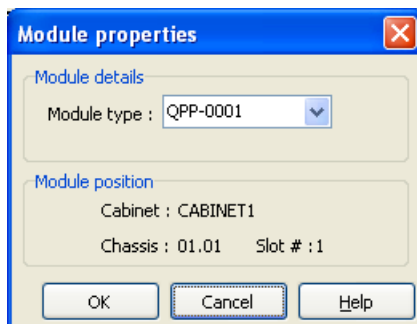 Module properties
Module details
Module type : QPP-0001
Module position
Cabinet : CABINET1
Chassis : 01.01 Slot # :1
OK Cancel Help